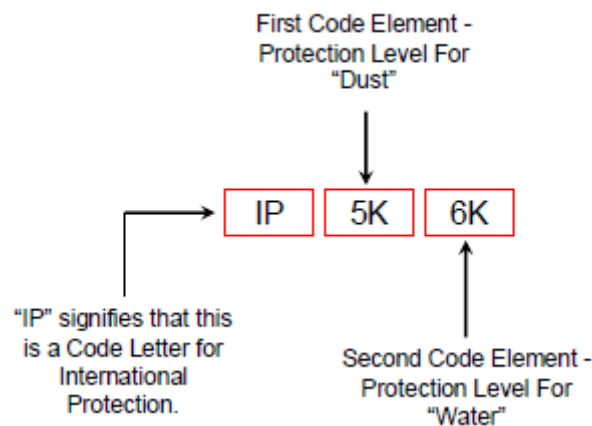 First Code Element -
Protection Level For
“Dust”
IP 5K 6K
“IP” signifies that this
is a Code Letter for
International
Protection.
Second Code Element -
Protection Level For
“Water”